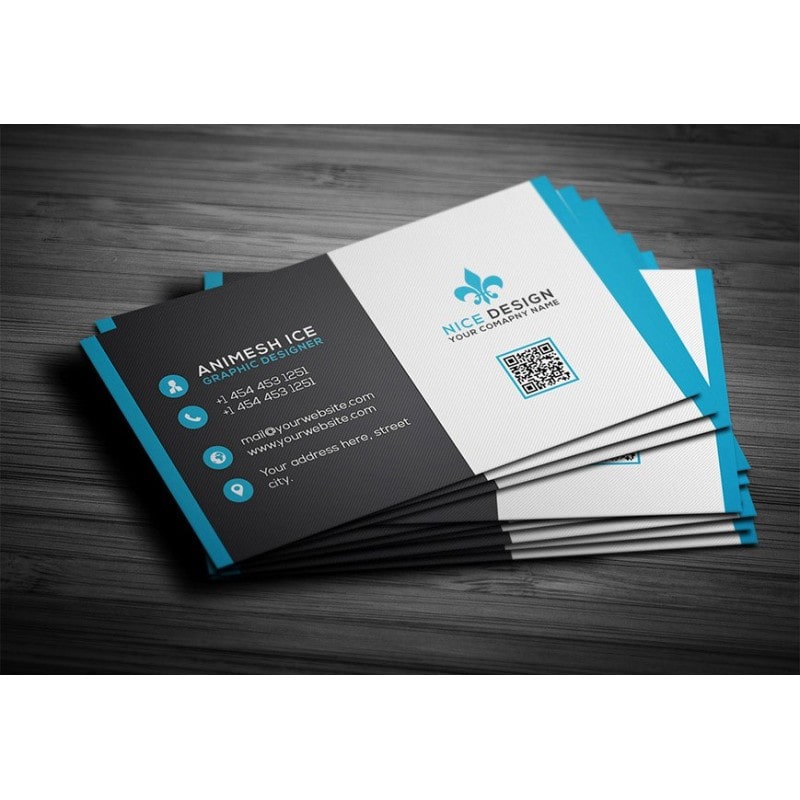 ANIMESH ICE
GRAPHIC DESIGNER
+1 454 453 1251
+1 454 453 1251
mail@yourwebsite.com
www.yourwebsite.com
Your address here, street
city.
NICE DESIGN
YOUR COMAPNY NAME